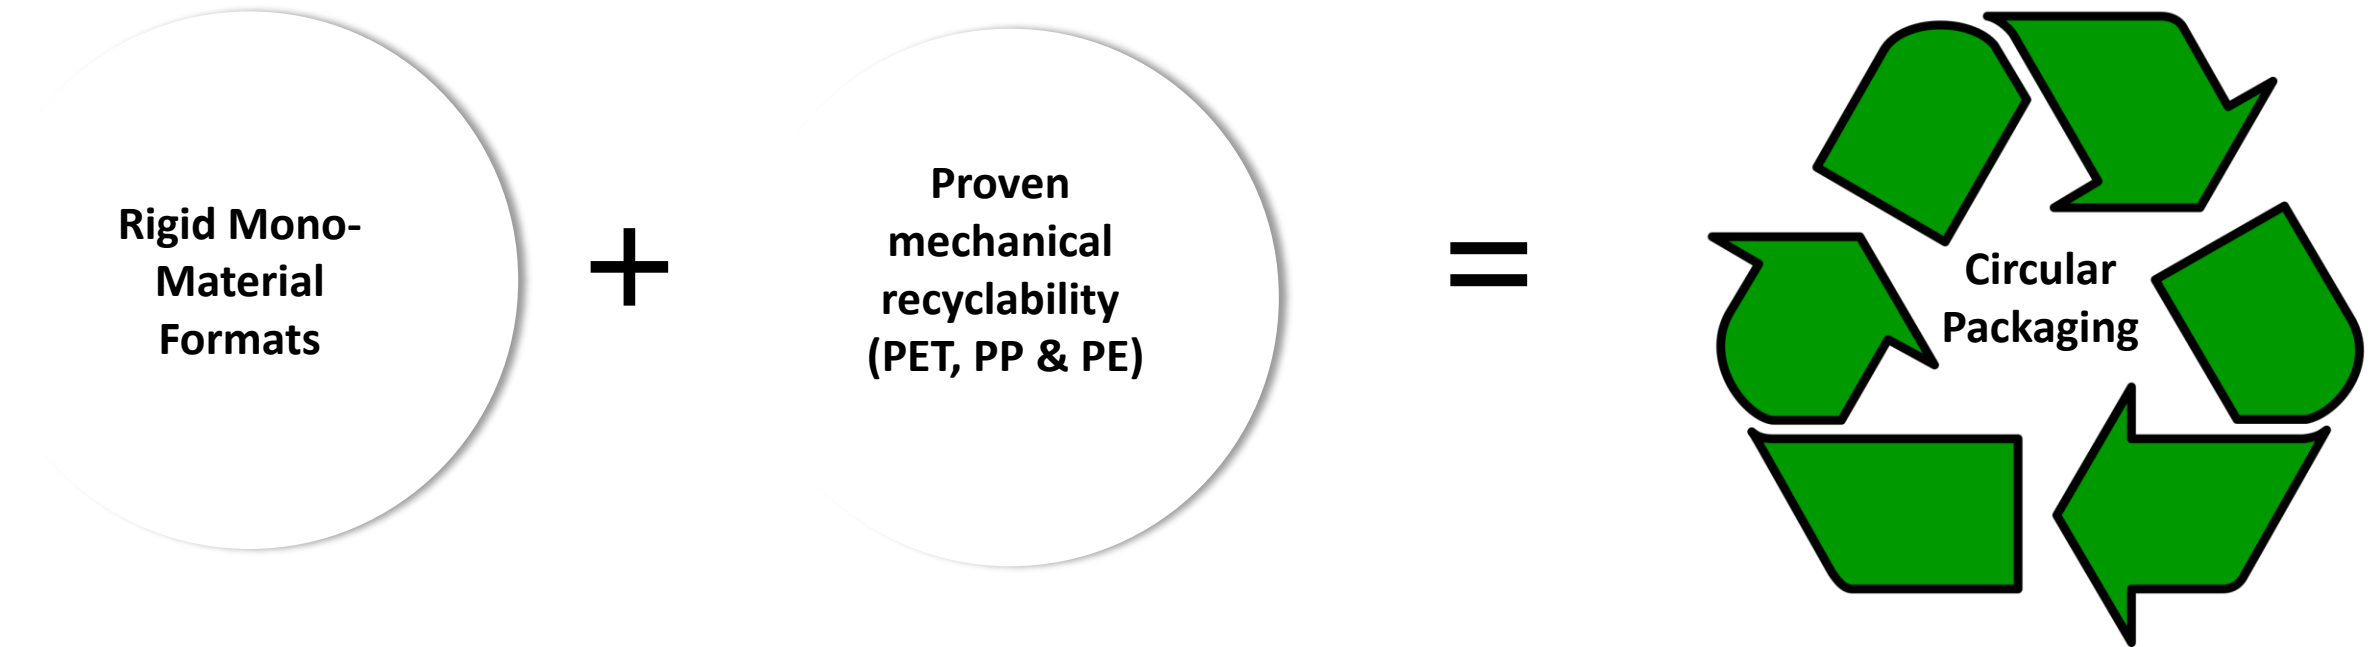 Rigid Mono-
Material
Formats
+
Proven
mechanical
recyclability
(PET, PP & PE)
=
Circular
Packaging